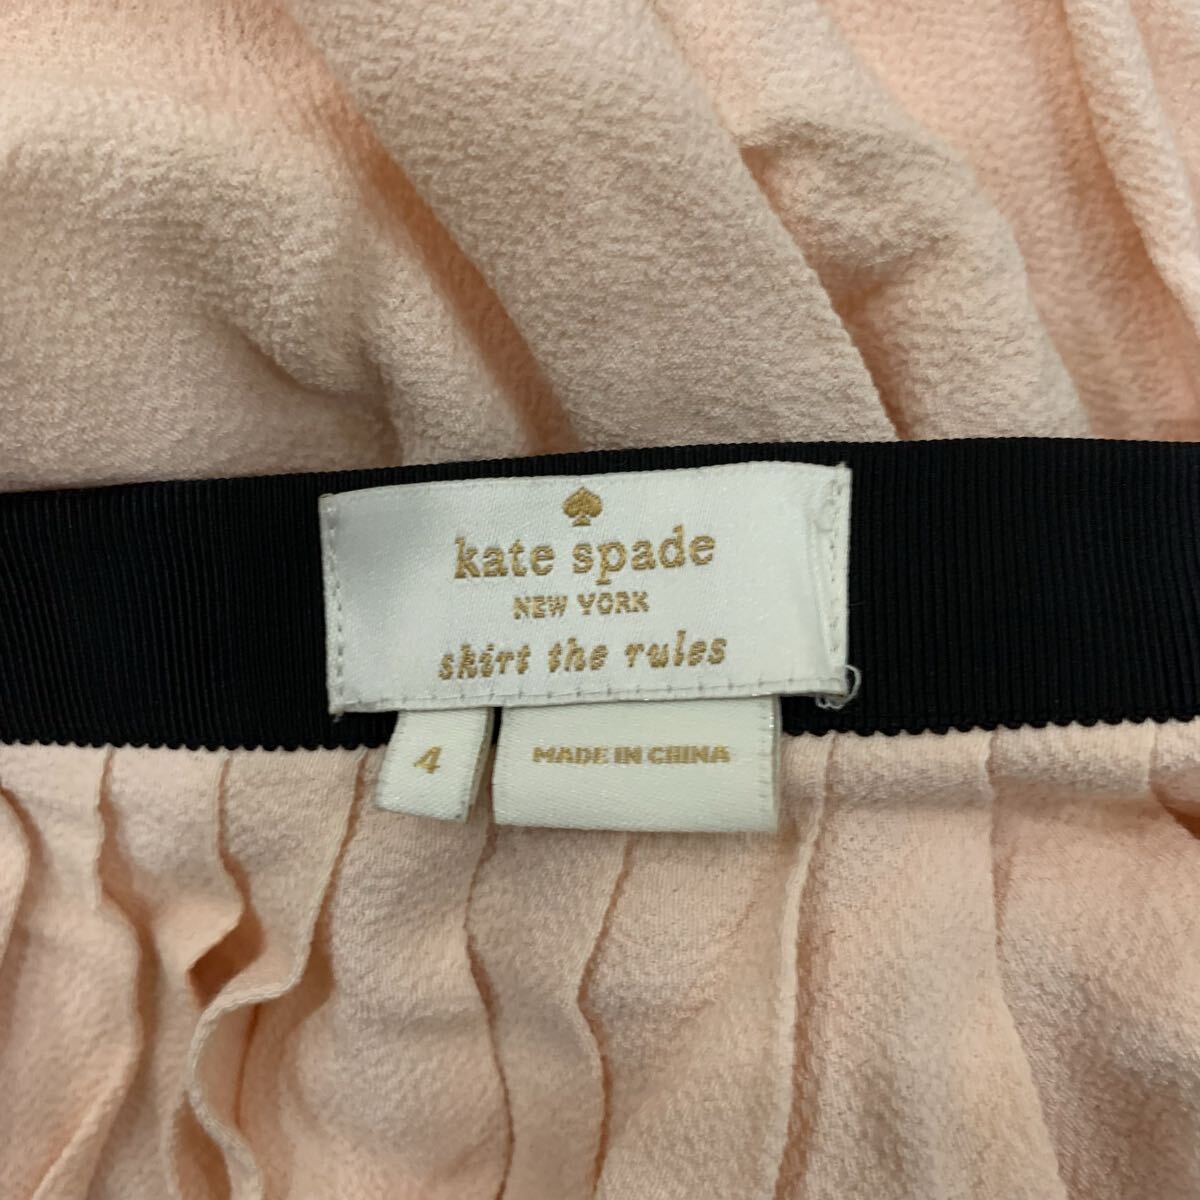 kate spade
NEW YORK
skirt the rules
4
MADE IN CHINA